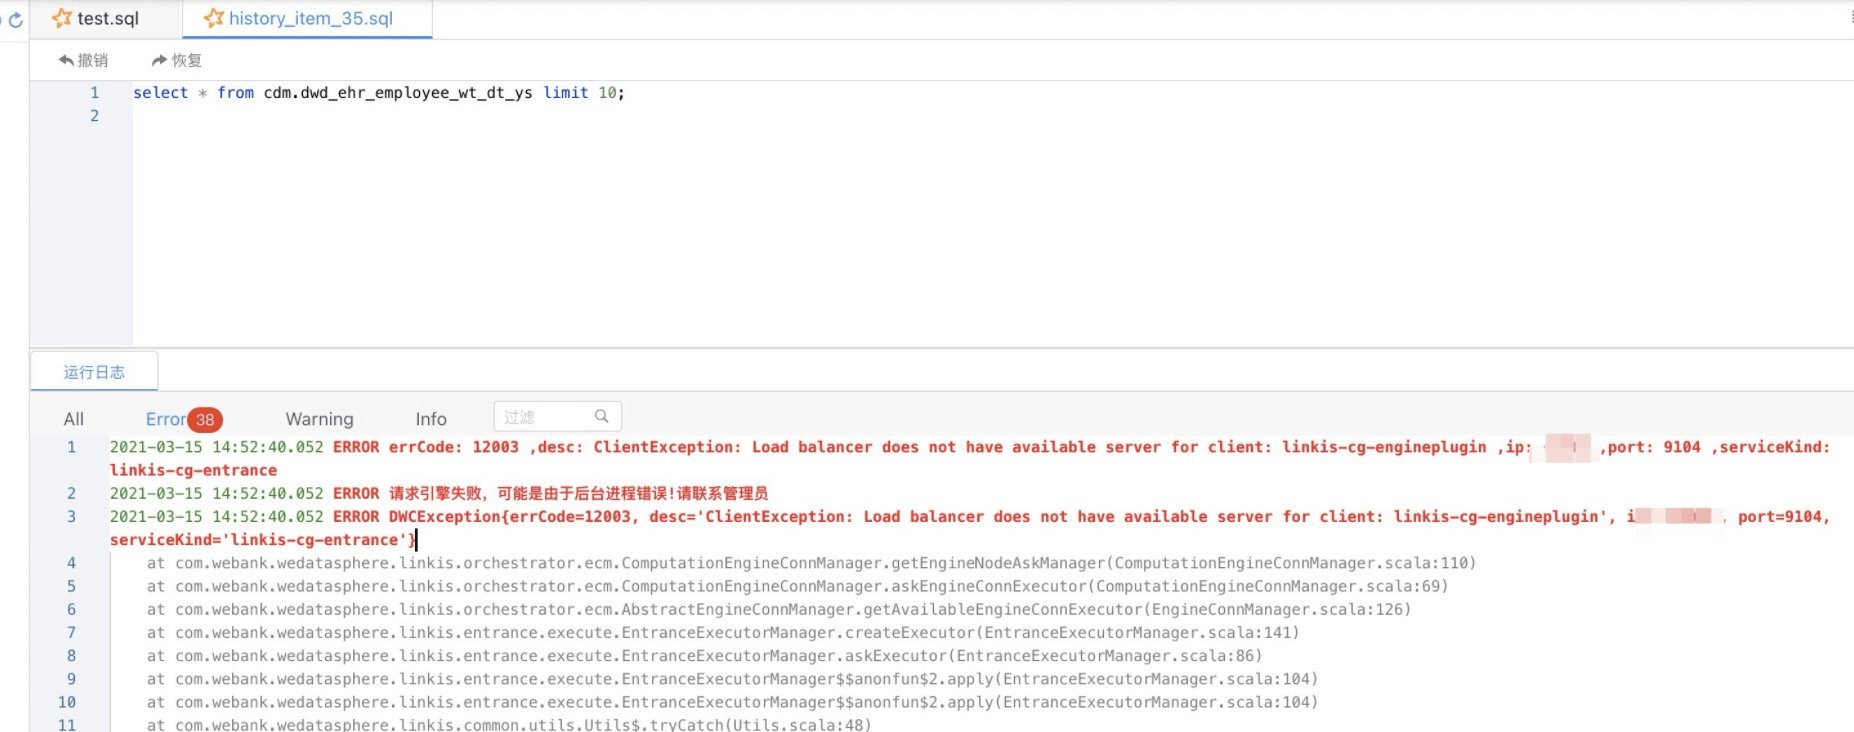 test.sql
history_item_35.sql
撤销
恢复
1 select * from cdm.dwd_ehr_employee_wt_dt_ys limit 10;
2
运行日志
All Error 38 Warning Info 过滤
1 2021-03-15 14:52:40.052 ERROR errCode: 12003 ,desc: ClientException: Load balancer does not have available server for client: linkis-cg-engineplugin ,ip: ,port: 9104 ,serviceKind:
linkis-cg-entrance
2 2021-03-15 14:52:40.052 ERROR 请求引擎失败，可能是由于后台进程错误!请联系管理员
3 2021-03-15 14:52:40.052 ERROR DWCException{errCode=12003, desc='ClientException: Load balancer does not have available server for client: linkis-cg-engineplugin', port=9104,
serviceKind='linkis-cg-entrance'}
4 at com.webank.wedatasphere.linkis.orchestrator.ecm.ComputationEngineConnManager.getEngineNodeAskManager(ComputationEngineConnManager.scala:110)
5 at com.webank.wedatasphere.linkis.orchestrator.ecm.ComputationEngineConnManager.askEngineConnExecutor(ComputationEngineConnManager.scala:69)
6 at com.webank.wedatasphere.linkis.orchestrator.ecm.AbstractEngineConnManager.getAvailableEngineConnExecutor(EngineConnManager.scala:126)
7 at com.webank.wedatasphere.linkis.entrance.execute.EntranceExecutorManager.createExecutor(EntranceExecutorManager.scala:141)
8 at com.webank.wedatasphere.linkis.entrance.execute.EntranceExecutorManager.askExecutor(EntranceExecutorManager.scala:86)
9 at com.webank.wedatasphere.linkis.entrance.execute.EntranceExecutorManager$$anonfun$2.apply(EntranceExecutorManager.scala:104)
10 at com.webank.wedatasphere.linkis.entrance.execute.EntranceExecutorManager$$anonfun$2.apply(EntranceExecutorManager.scala:104)
11 at com.webank.wedatasphere.linkis.common.utils.Utils$.tryCatch(Utils.scala:48)